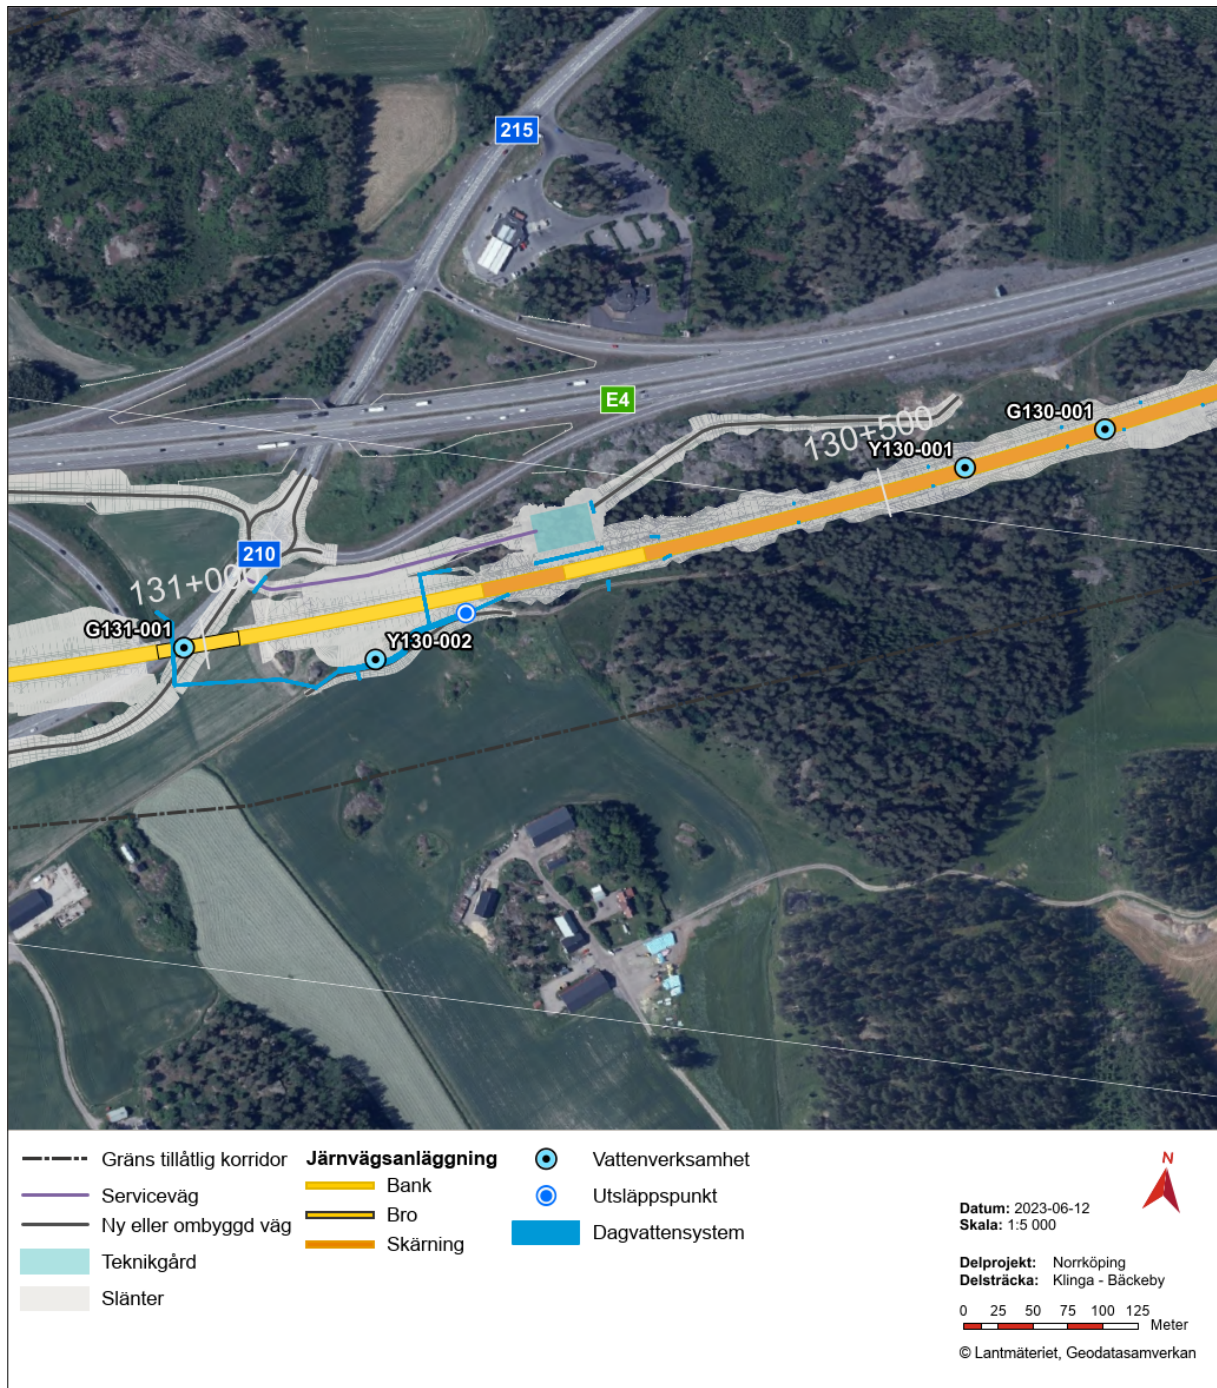 215
E4
G130-001
130+500
Y130-001
210
131+000
G131-001
Y130-002
Gräns tillåtlig korridor
Serviceväg
Ny eller ombyggd väg
Teknikgård
Slänter
Järnvägsanläggning
Bank
Bro
Skärning
Vattenverksamhet
Utsläppspunkt
Dagvattensystem
N
Datum: 2023-06-12
Skala: 1:5 000
Delprojekt: Norrköping
Delsträcka: Klinga - Bäckeby
0 25 50 75 100 125
Meter
© Lantmäteriet, Geodatasamverkan